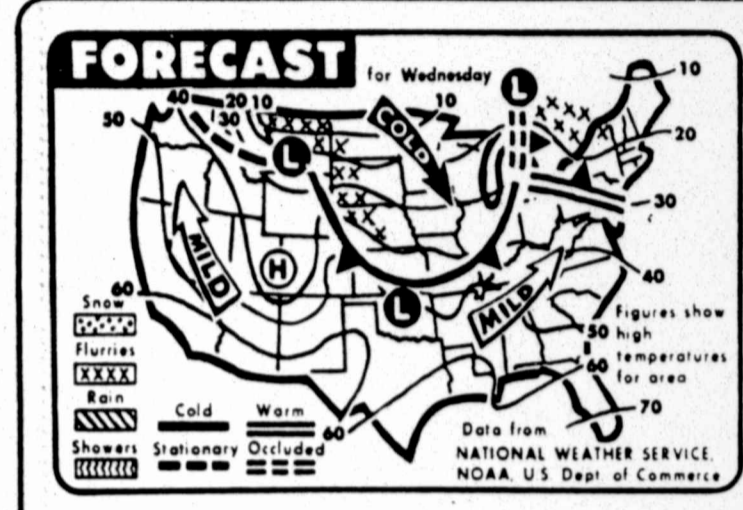 FORECAST
for Wednesday
L
10
40
20
10
10
50
30
COLD
20
L
30
MILD
H
40
60
L
MILD
Snow
Figures show
50
high
Flurries
temperatures
XXXX
60
for area
Rain
Cold
Warm
70
60
Data from
Showers
Stationary
Occluded
NATIONAL WEATHER SERVICE,
NOAA, U.S. Dept. of Commerce